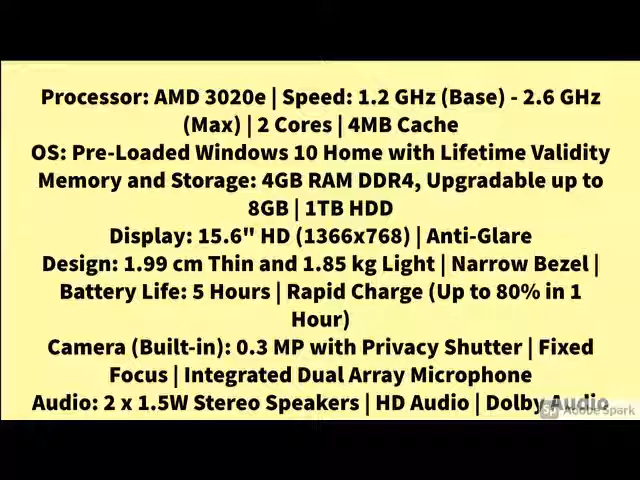 Processor: AMD 3020e | Speed: 1.2 GHz (Base) - 2.6 GHz
(Max) | 2 Cores | 4MB Cache
OS: Pre-Loaded Windows 10 Home with Lifetime Validity
Memory and Storage: 4GB RAM DDR4, Upgradable up to
8GB | 1TB HDD
Display: 15.6" HD (1366x768) | Anti-Glare
Design: 1.99 cm Thin and 1.85 kg Light | Narrow Bezel |
Battery Life: 5 Hours | Rapid Charge (Up to 80% in 1
Hour)
Camera (Built-in): 0.3 MP with Privacy Shutter | Fixed
Focus | Integrated Dual Array Microphone
Audio: 2 x 1.5W Stereo Speakers | HD Audio | Dolby Audio
Sp Adobe Spark